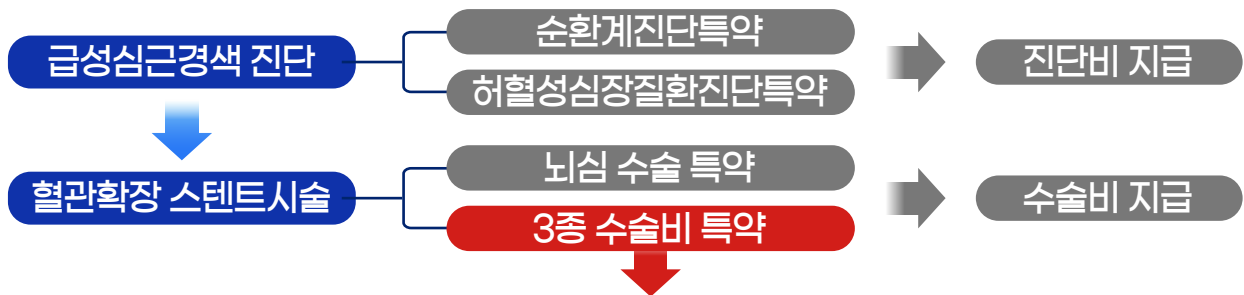 급성심근경색 진단
순환계진단특약
허혈성심장질환진단특약
진단비 지급
혈관확장 스텐트시술
뇌심 수술 특약
3종 수술비 특약
수술비 지급